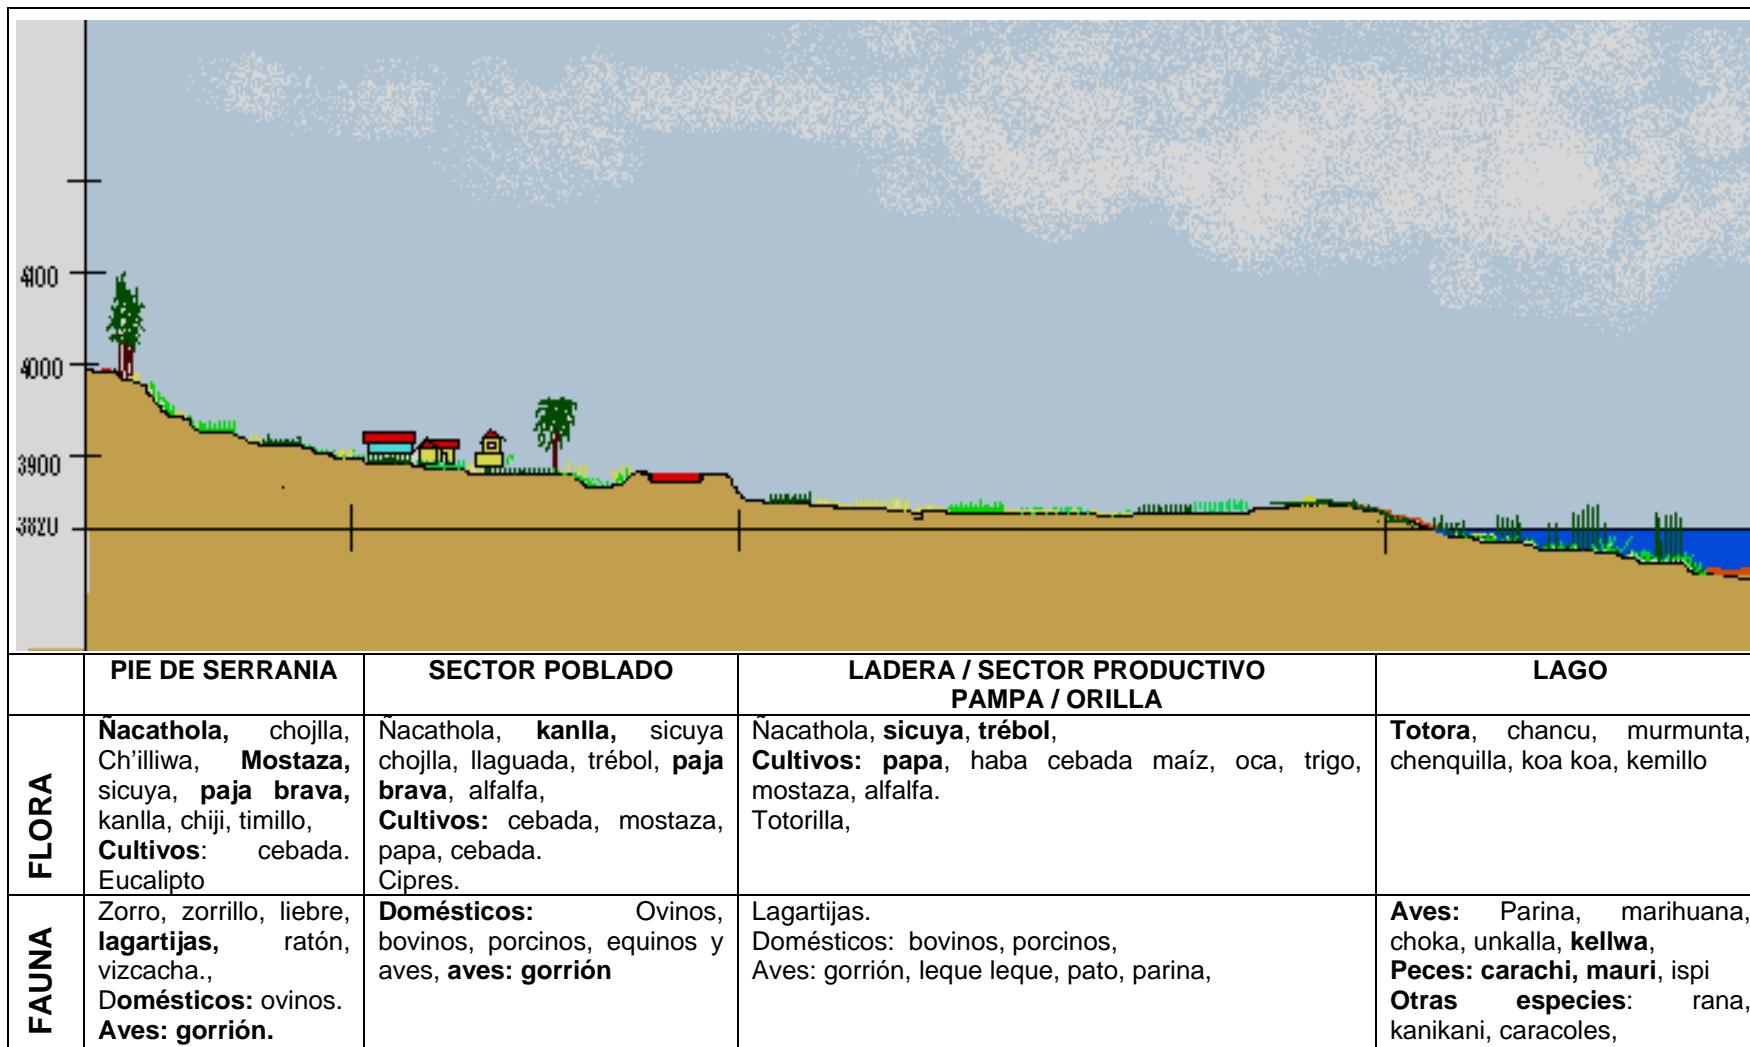 4100
4000
3900
3820
PIE DE SERRANIA
SECTOR POBLADO
LADERA / SECTOR PRODUCTIVO
PAMPA / ORILLA
LAGO
FLORA
Ñacathola, chojlla,
Ch'illiwa, Mostaza,
sicuya, paja brava,
kanlla, chiji, timillo,
Cultivos: cebada.
Eucalipto
Ñacathola, kanlla, sicuya
chojlla, llaguada, trébol, paja
brava, alfalfa,
Cultivos: cebada, mostaza,
papa, cebada.
Cipres.
Ñacathola, sicuya, trébol,
Cultivos: papa, haba cebada maíz, oca, trigo,
mostaza, alfalfa.
Totorilla,
Totora, chancu, murmunta,
chenquilla, koa koa, kemillo
FAUNA
Zorro, zorrillo, liebre,
lagartijas, ratón,
vizcacha.,
Domésticos: ovinos.
Aves: gorrión.
Domésticos: Ovinos,
bovinos, porcinos, equinos y
aves, aves: gorrión
Lagartijas.
Domésticos: bovinos, porcinos,
Aves: gorrión, leque leque, pato, parina,
Aves: Parina, marihuana,
choka, unkalla, kellwa,
Peces: carachi, mauri, ispi
Otras especies: rana,
kanikani, caracoles,